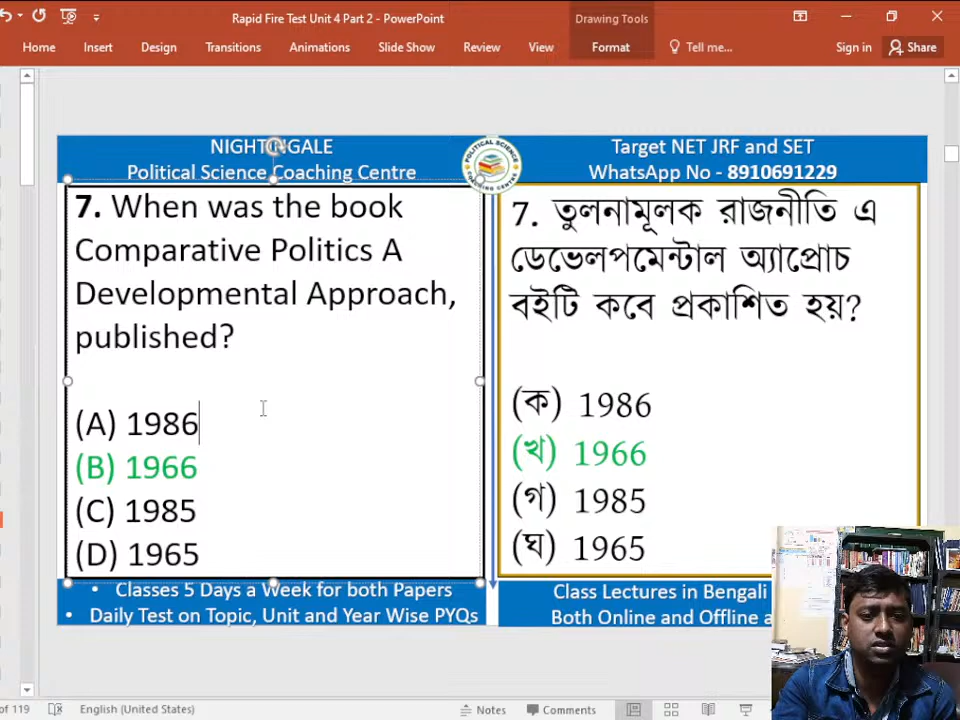 Rapid Fire Test Unit 4 Part 2 - PowerPoint
Drawing Tools
Home Insert Design Transitions Animations Slide Show Review View Format Tell me... Sign in Share
NIGHTINGALE
Political Science Coaching Centre
POLITICAL SCIENCE
COACHING CENTRE
Target NET JRF and SET
WhatsApp No - 8910691229
7. When was the book
Comparative Politics A
Developmental Approach,
published?
(A) 1986
(B) 1966
(C) 1985
(D) 1965
7. তুলনামূলক রাজনীতি এ
ডেভেলপমেন্টাল অ্যাপ্রোচ
বইটি কবে প্রকাশিত হয়?
(ক) 1986
(খ) 1966
(গ) 1985
(ঘ) 1965
• Classes 5 Days a Week for both Papers
• Daily Test on Topic, Unit and Year Wise PYQs
Class Lectures in Bengali
Both Online and Offline a
of 119 English (United States) Notes Comments